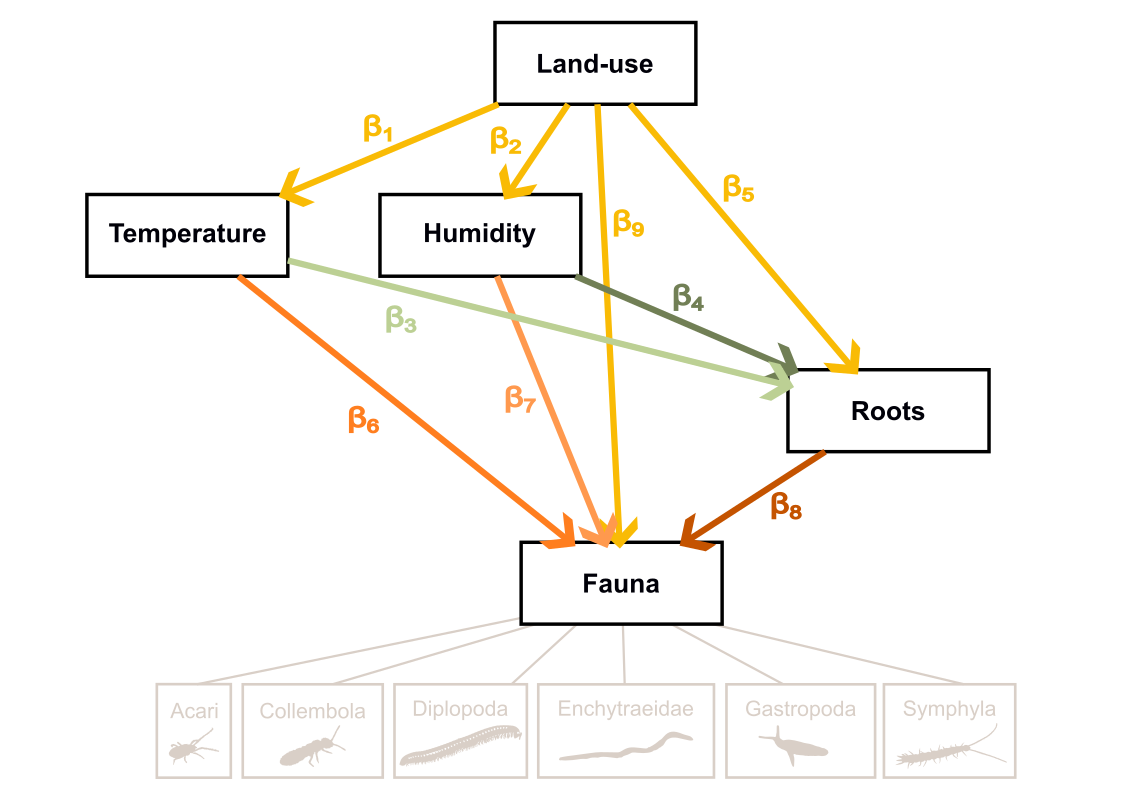 Land-use
β1
β2
β5
β9
Temperature
Humidity
β4
β3
β6
β7
Roots
β8
Fauna
Acari
Collembola
Diplopoda
Enchytraeidae
Gastropoda
Symphyla